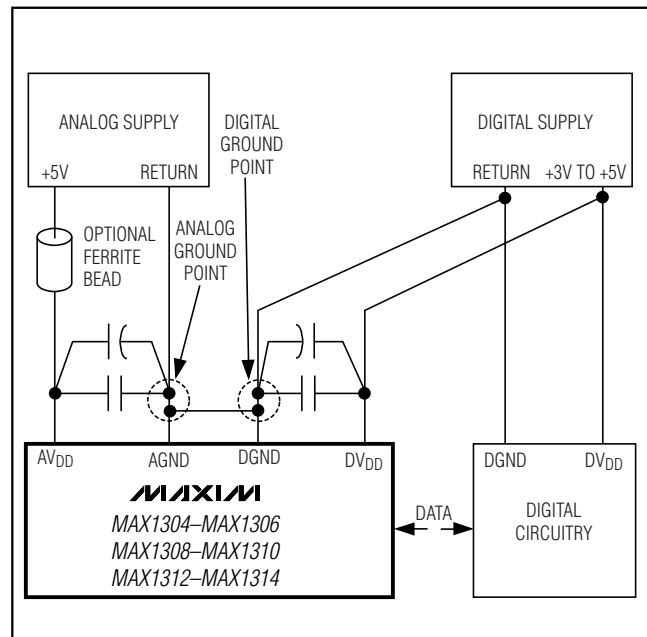 ANALOG SUPPLY
+5V RETURN
DIGITAL
GROUND
POINT
DIGITAL SUPPLY
RETURN +3V TO +5V
OPTIONAL
FERRITE
BEAD
ANALOG
GROUND
POINT
AVDD AGND DGND DVDD
MAXIM
MAX1304–MAX1306
MAX1308–MAX1310
MAX1312–MAX1314
DATA
DGND DVDD
DIGITAL
CIRCUITRY